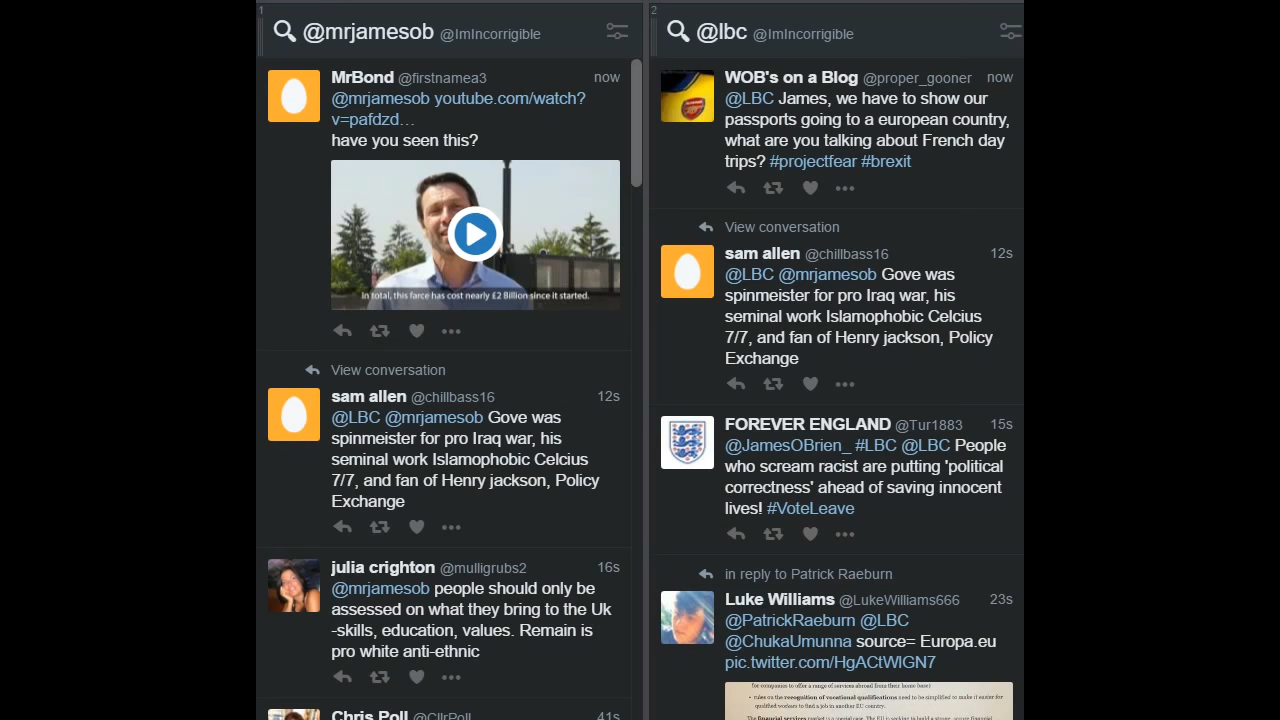 1
@mrjamesob @ImIncorrigible
MrBond @firstnamea3 now
@mrjamesob youtube.com/watch?
v=pafdzd…
have you seen this?
In total, this farce has cost nearly £2 Billion since it started.
View conversation
sam allen @chillbass16 12s
@LBC @mrjamesob Gove was
spinmeister for pro Iraq war, his
seminal work Islamophobic Celcius
7/7, and fan of Henry jackson, Policy
Exchange
julia crighton @mulligrubs2 16s
@mrjamesob people should only be
assessed on what they bring to the Uk
-skills, education, values. Remain is
pro white anti-ethnic
Chris Poll @CllrPoll 41s
2
@lbc @ImIncorrigible
WOB's on a Blog @proper_gooner now
@LBC James, we have to show our
passports going to a european country,
what are you talking about French day
trips? #projectfear #brexit
View conversation
sam allen @chillbass16 12s
@LBC @mrjamesob Gove was
spinmeister for pro Iraq war, his
seminal work Islamophobic Celcius
7/7, and fan of Henry jackson, Policy
Exchange
FOREVER ENGLAND @Tur1883 15s
@JamesOBrien_ #LBC @LBC People
who scream racist are putting 'political
correctness' ahead of saving innocent
lives! #VoteLeave
in reply to Patrick Raeburn
Luke Williams @LukeWilliams666 23s
@PatrickRaeburn @LBC
@ChukaUmunna source= Europa.eu
pic.twitter.com/HgACtWlGN7
for companies to offer a range of services abroad from their home base)
• rules on the recognition of vocational qualifications need to be simplified to make it easier for
qualified workers to find a job in another EU country.
The financial services market is a special case. The EU is seeking to build a